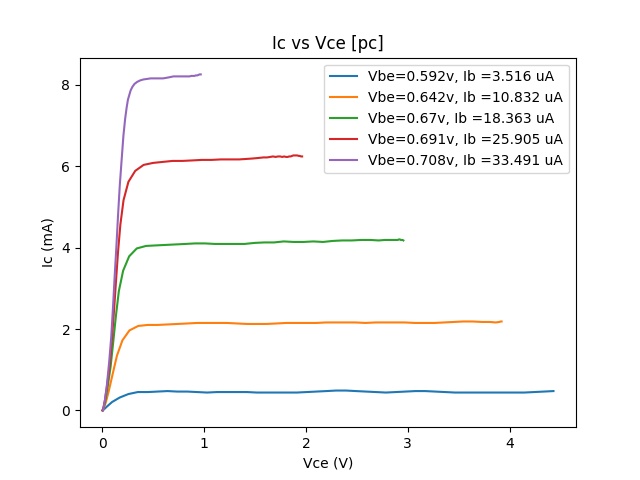 Ic vs Vce [pc]
Vbe=0.592v, Ib =3.516 uA
Vbe=0.642v, Ib =10.832 uA
Vbe=0.67v, Ib =18.363 uA
Vbe=0.691v, Ib =25.905 uA
Vbe=0.708v, Ib =33.491 uA
Ic (mA)
8
6
4
2
0
0 1 2 3 4
Vce (V)